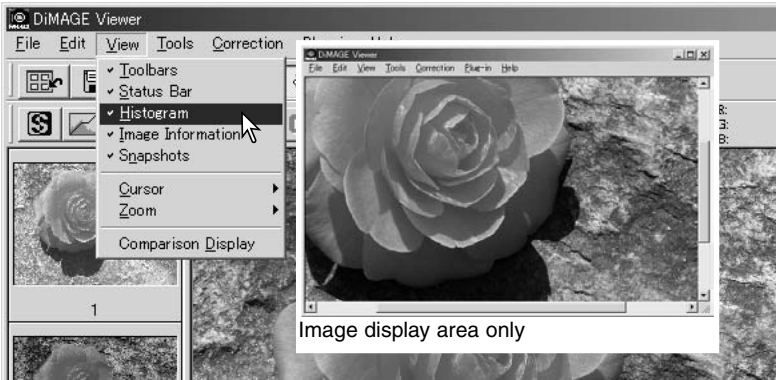 DiMAGE Viewer
File Edit View Tools Correction
Toolbars
Status Bar
Histogram
Image Information
Snapshots
Cursor
Zoom
Comparison Display
1
DiMAGE Viewer
File Edit View Tools Correction Plug-in Help
Image display area only
R:
G:
B: